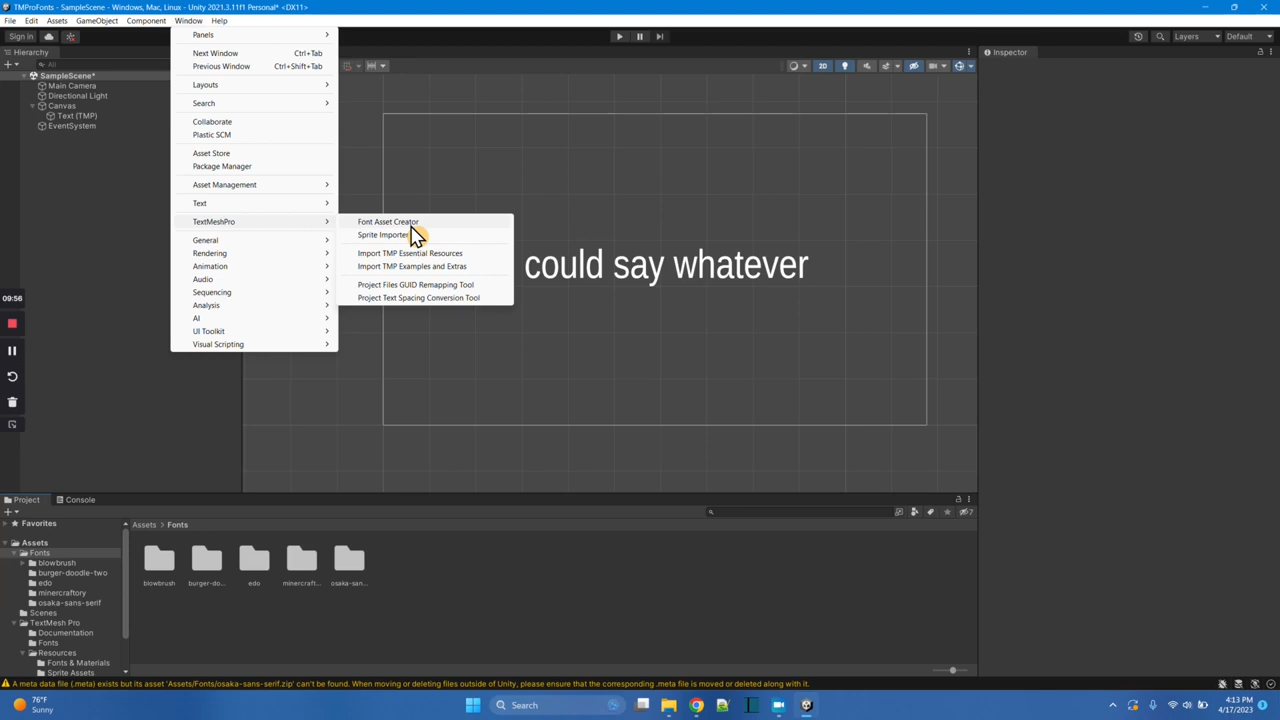 TMProFonts - SampleScene - Windows, Mac, Linux - Unity 2021.3.11f1 Personal* <DX11>
File Edit Assets GameObject Component Window Help
Sign in Layers Default
Hierarchy
All
SampleScene*
Main Camera
Directional Light
Canvas
Text (TMP)
EventSystem
09:56
Panels
Next Window Ctrl+Tab
Previous Window Ctrl+Shift+Tab
Layouts
Search
Collaborate
Plastic SCM
Asset Store
Package Manager
Asset Management
Text
TextMeshPro
General
Rendering
Animation
Audio
Sequencing
Analysis
AI
UI Toolkit
Visual Scripting
Font Asset Creator
Sprite Importer
Import TMP Essential Resources
Import TMP Examples and Extras
Project Files GUID Remapping Tool
Project Text Spacing Conversion Tool
2D
could say whatever
Inspector
Project Console
Favorites
Assets
Fonts
blowbrush
burger-doodle-two
edo
minercraftory
osaka-sans-serif
Scenes
TextMesh Pro
Documentation
Fonts
Resources
Fonts & Materials
Sprite Assets
Assets > Fonts
7
blowbrush burger-do... edo minercraft... osaka-san...
A meta data file (.meta) exists but its asset 'Assets/Fonts/osaka-sans-serif.zip' can't be found. When moving or deleting files outside of Unity, please ensure that the corresponding .meta file is moved or deleted along with it.
76°F
Sunny
Search
4:13 PM
4/17/2023